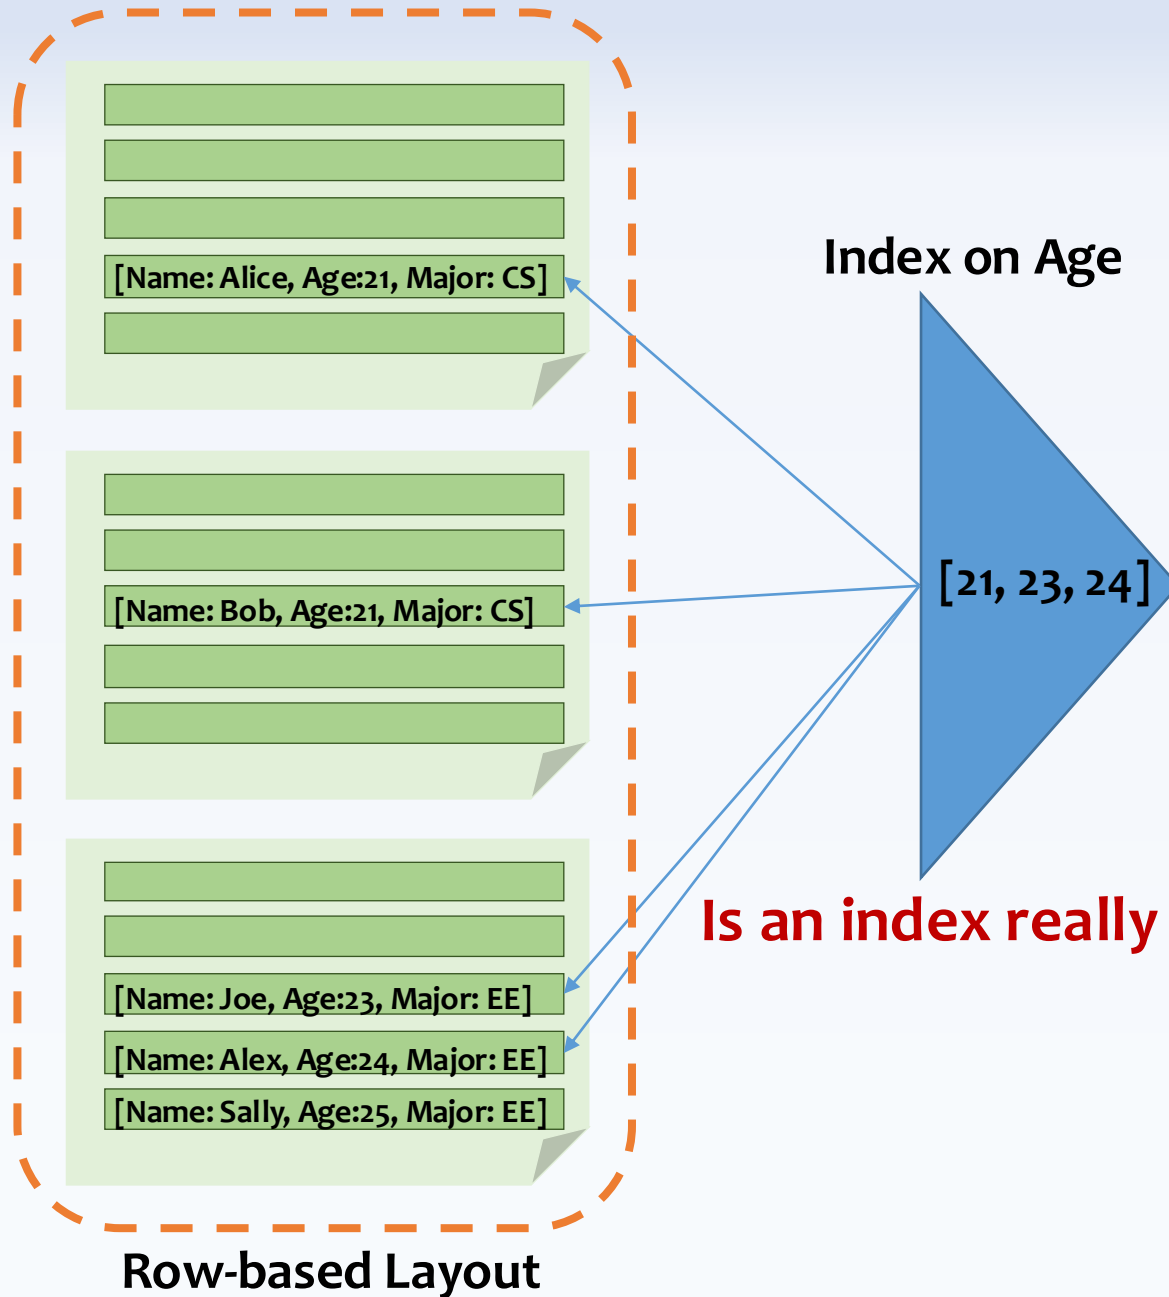 [Name: Alice, Age:21, Major: CS]
Index on Age
[21, 23, 24]
[Name: Bob, Age:21, Major: CS]
Is an index really
[Name: Joe, Age:23, Major: EE]
[Name: Alex, Age:24, Major: EE]
[Name: Sally, Age:25, Major: EE]
Row-based Layout